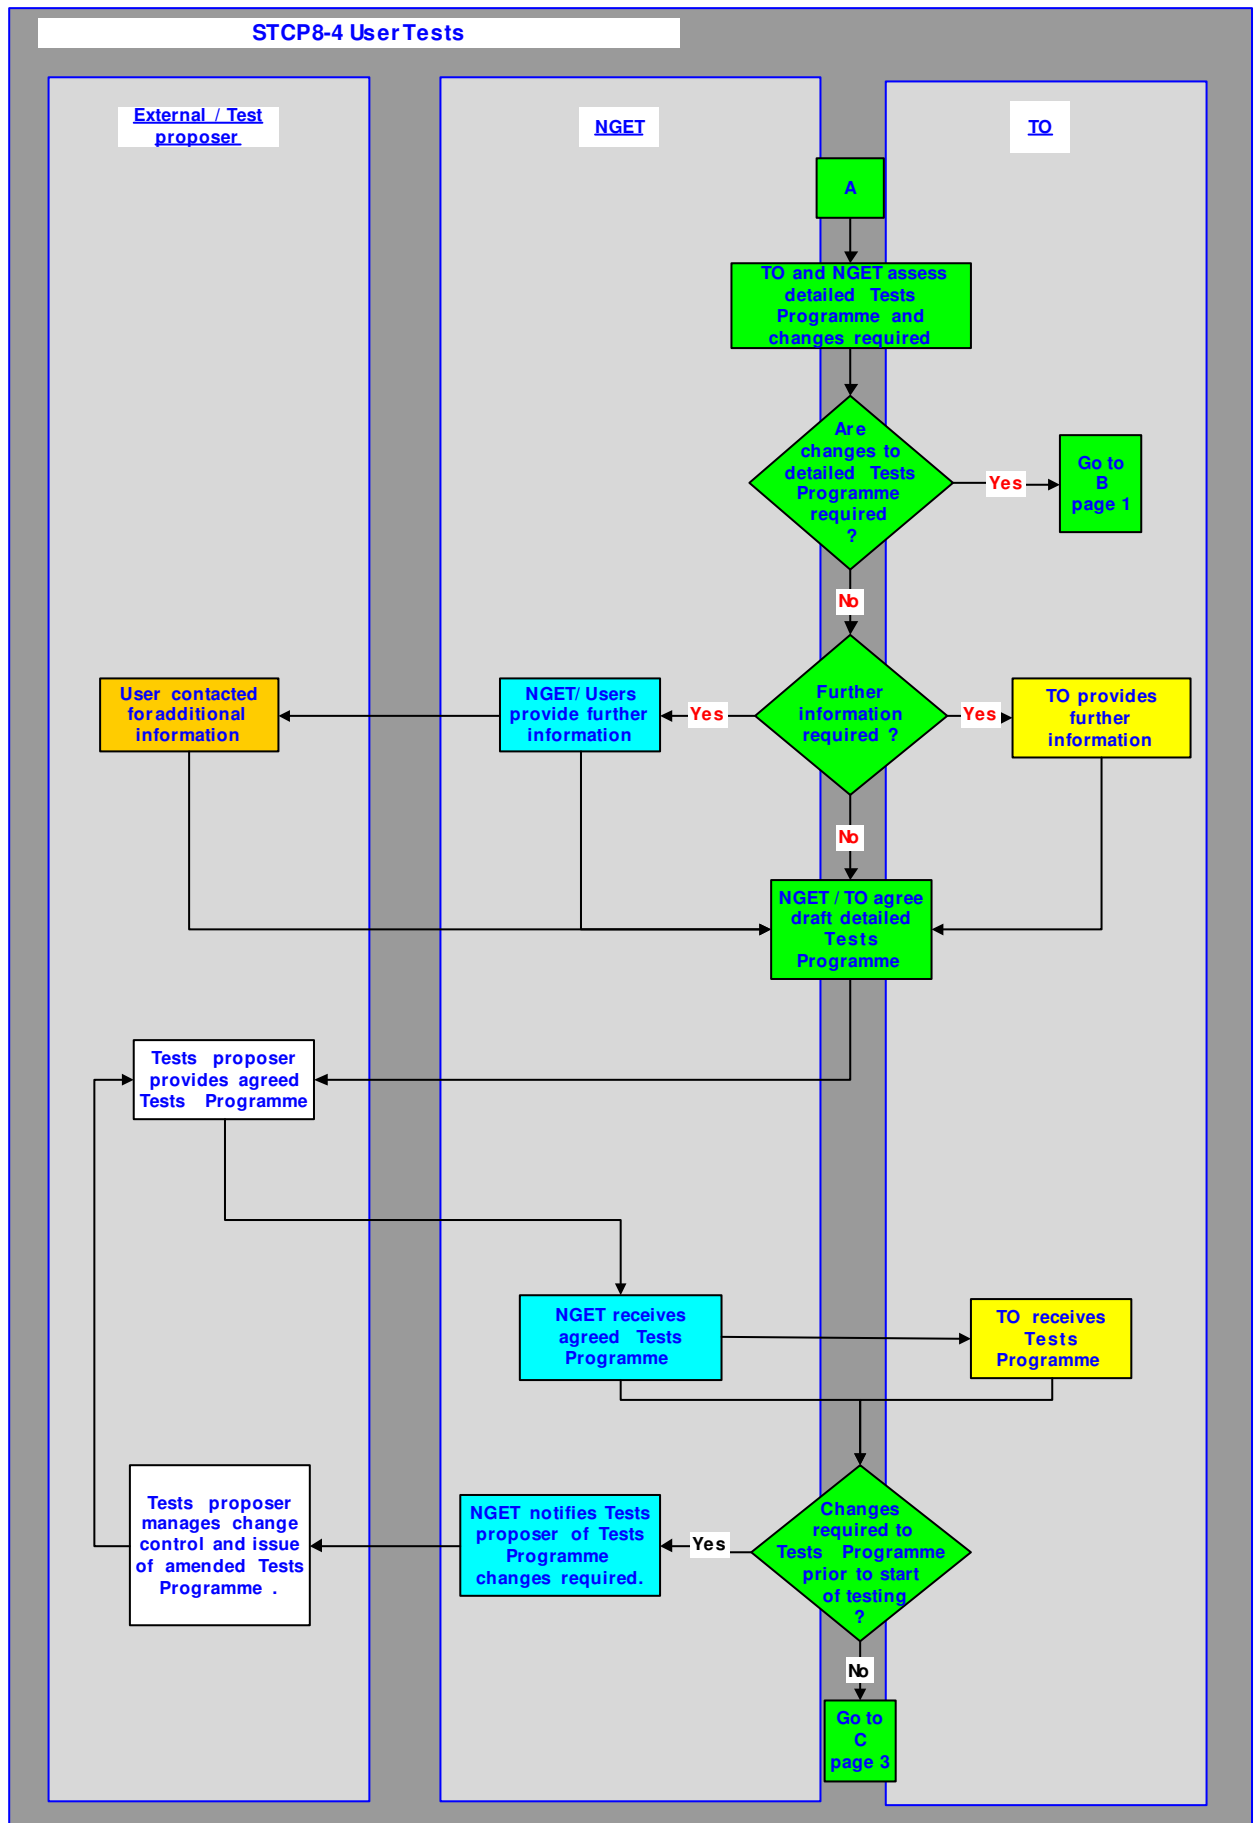 STCP8-4 User Tests
External / Test
proposer
NGET
TO
A
TO and NGET assess
detailed Tests
Programme and
changes required
Are
changes to
detailed Tests
Programme
required
?
Yes
Go to
B
page 1
No
User contacted
for additional
information
NGET/ Users
provide further
information
Yes
Further
information
required ?
Yes
TO provides
further
information
No
NGET / TO agree
draft detailed
Tests
Programme
Tests proposer
provides agreed
Tests Programme
NGET receives
agreed Tests
Programme
TO receives
Tests
Programme
Tests proposer
manages change
control and issue
of amended Tests
Programme .
NGET notifies Tests
proposer of Tests
Programme
changes required.
Yes
Changes
required to
Tests Programme
prior to start
of testing
?
No
Go to
C
page 3